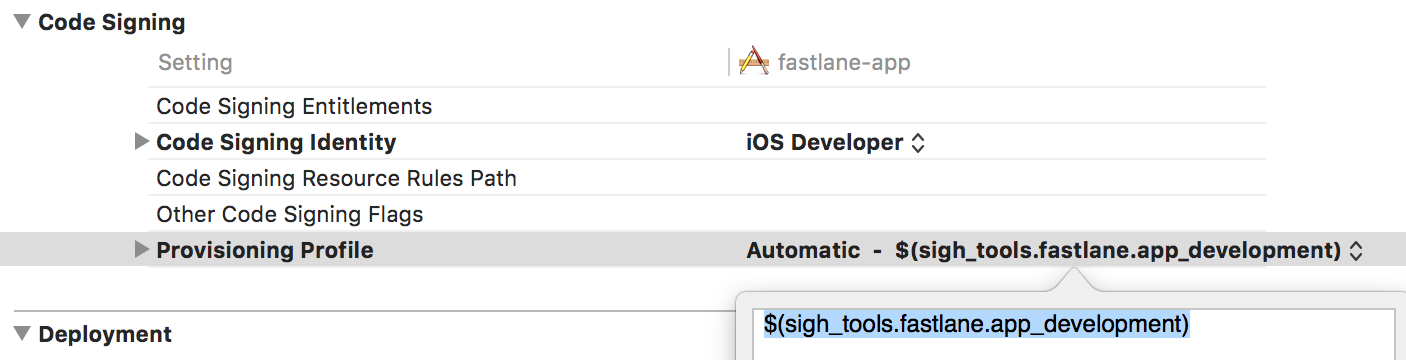 Code Signing
Setting fastlane-app
Code Signing Entitlements
Code Signing Identity iOS Developer
Code Signing Resource Rules Path
Other Code Signing Flags
Provisioning Profile Automatic - $(sigh_tools.fastlane.app_development)
$(sigh_tools.fastlane.app_development)
Deployment